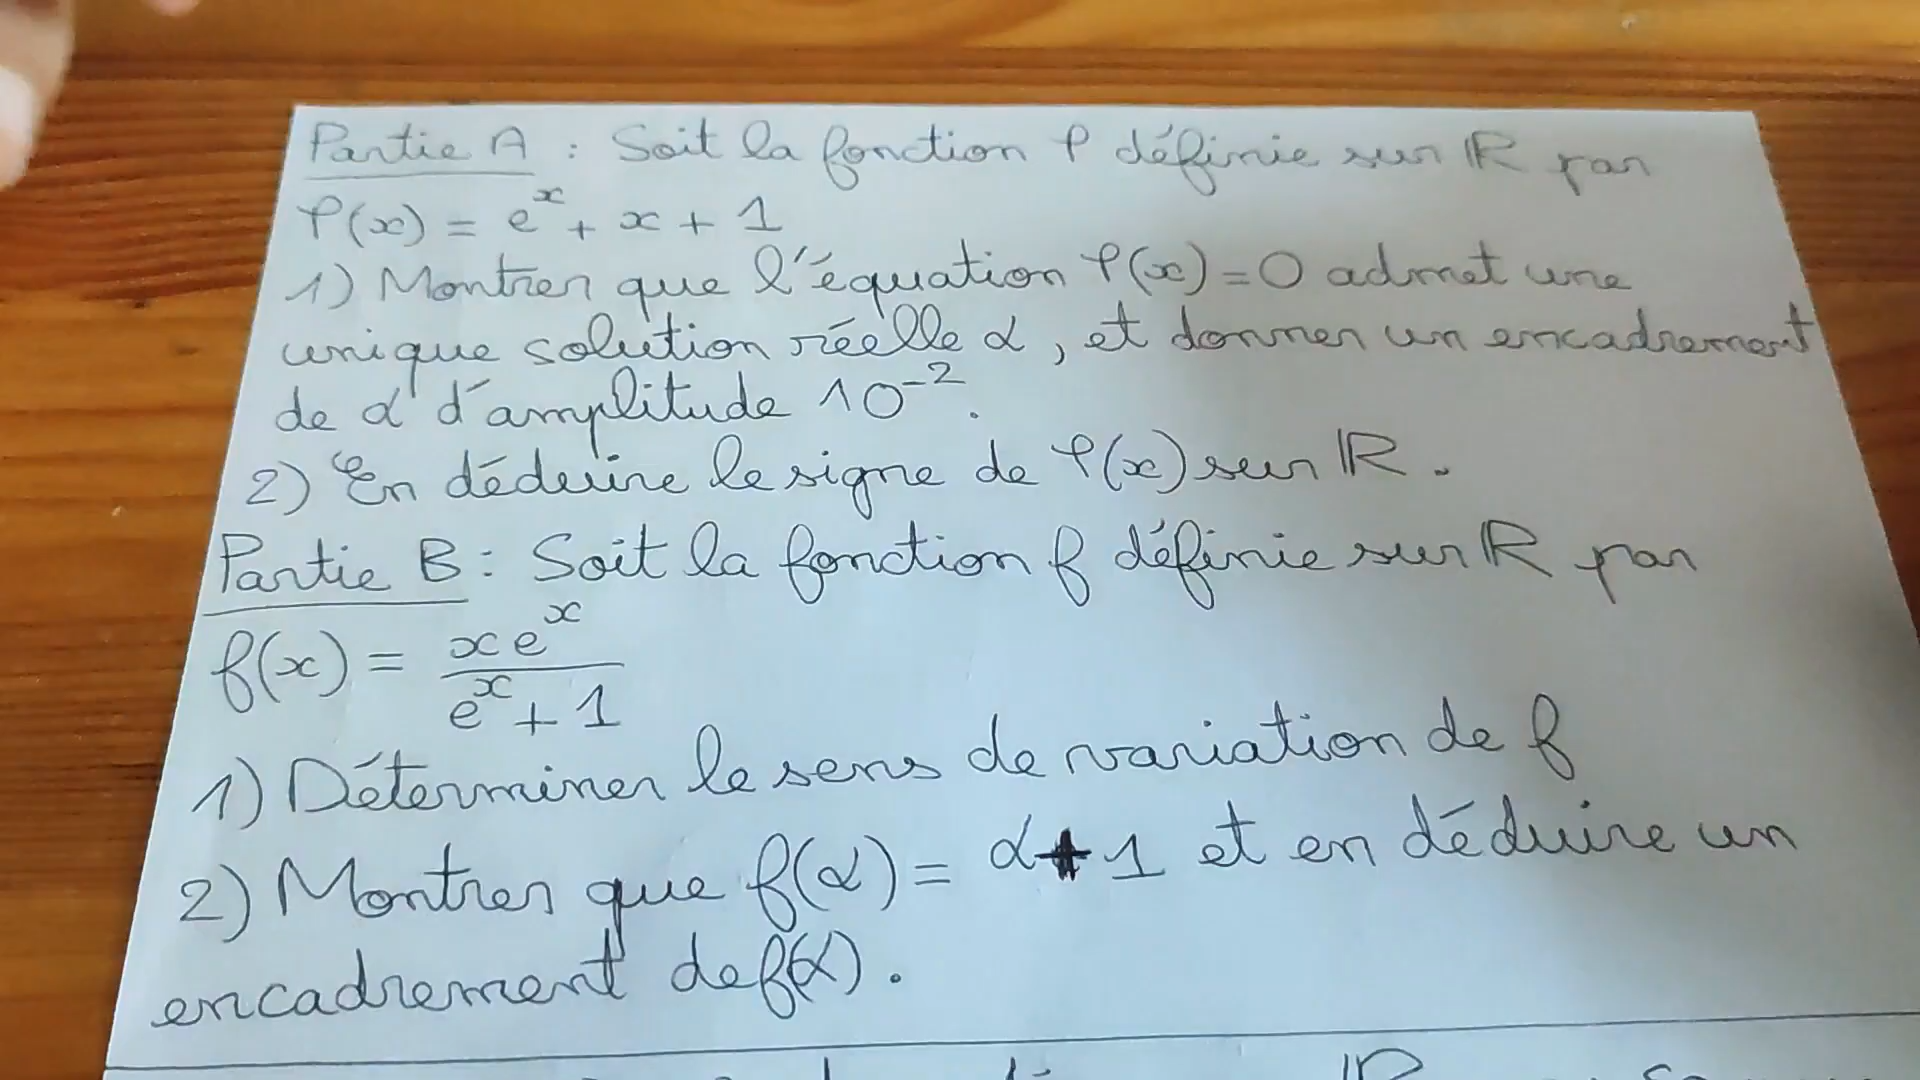 Partie A : Soit la fonction φ définie sur ℝ par
φ(x) = e^x + x + 1
1) Montrer que l'équation φ(x) = 0 admet une
unique solution réelle α, et donner un encadrement
de α d'amplitude 10^-2.
2) En déduire le signe de φ(x) sur ℝ.
Partie B : Soit la fonction f définie sur ℝ par
f(x) = xe^x / (e^x + 1)
1) Déterminer le sens de variation de f
2) Montrer que f(α) = α + 1 et en déduire un
encadrement de f(α).